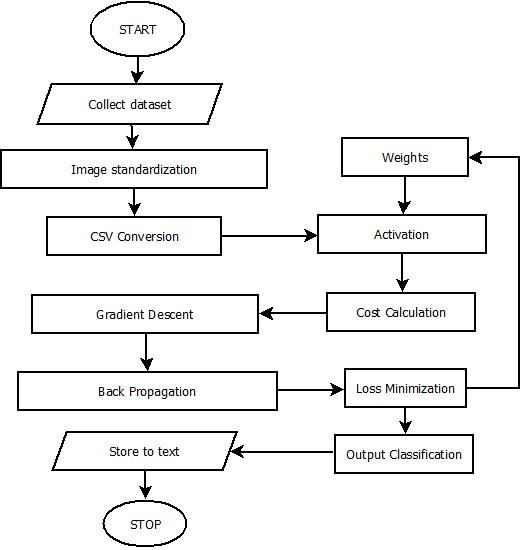 START
Collect dataset
Image standardization
Weights
CSV Conversion
Activation
Gradient Descent
Cost Calculation
Back Propagation
Loss Minimization
Store to text
Output Classification
STOP